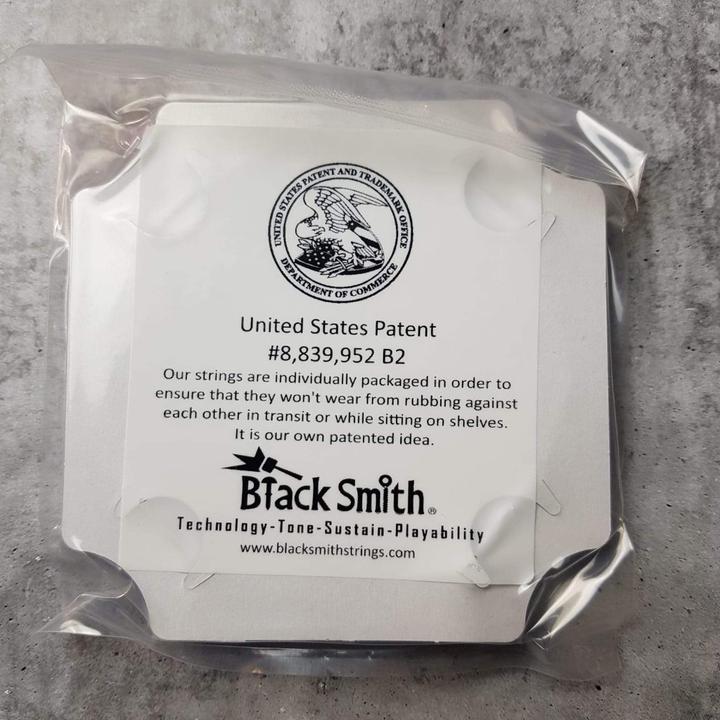 UNITED STATES PATENT AND TRADEMARK OFFICE
DEPARTMENT OF COMMERCE
United States Patent
#8,839,952 B2
Our strings are individually packaged in order to
ensure that they won't wear from rubbing against
each other in transit or while sitting on shelves.
It is our own patented idea.
Black Smith®
Technology-Tone-Sustain-Playability
www.blacksmithstrings.com